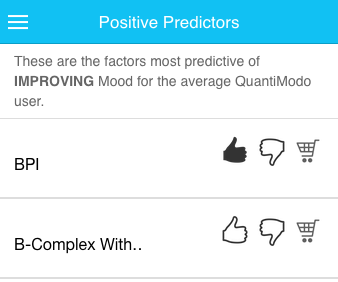 Positive Predictors
These are the factors most predictive of
IMPROVING Mood for the average QuantiModo
user.
BPI
B-Complex With..